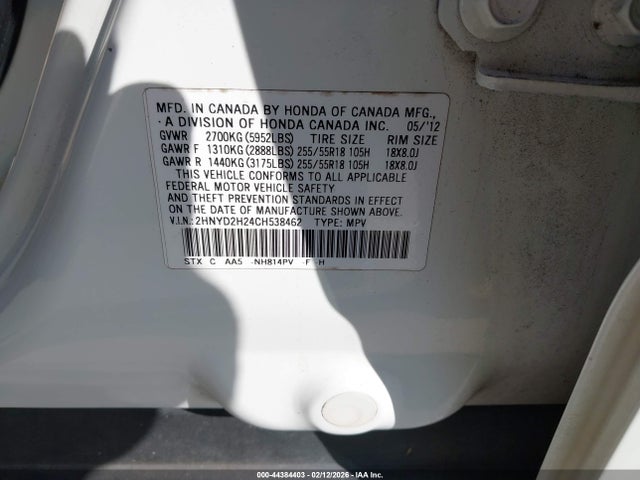 MFD. IN CANADA BY HONDA OF CANADA MFG.,
A DIVISION OF HONDA CANADA INC. 05/'12
GVWR 2700KG(5952LBS) TIRE SIZE RIM SIZE
GAWR F 1310KG(2888LBS) 255/55R18 105H 18X8.0J
GAWR R 1440KG(3175LBS) 255/55R18 105H 18X8.0J
THIS VEHICLE CONFORMS TO ALL APPLICABLE
FEDERAL MOTOR VEHICLE SAFETY
AND THEFT PREVENTION STANDARDS IN EFFECT
ON THE DATE OF MANUFACTURE SHOWN ABOVE.
V.I.N.: 2HNYD2H24CH538462 TYPE: MPV
STX C AA5 -NH814PV -F -H
000-44384403 - 02/12/2026 - IAAI.com